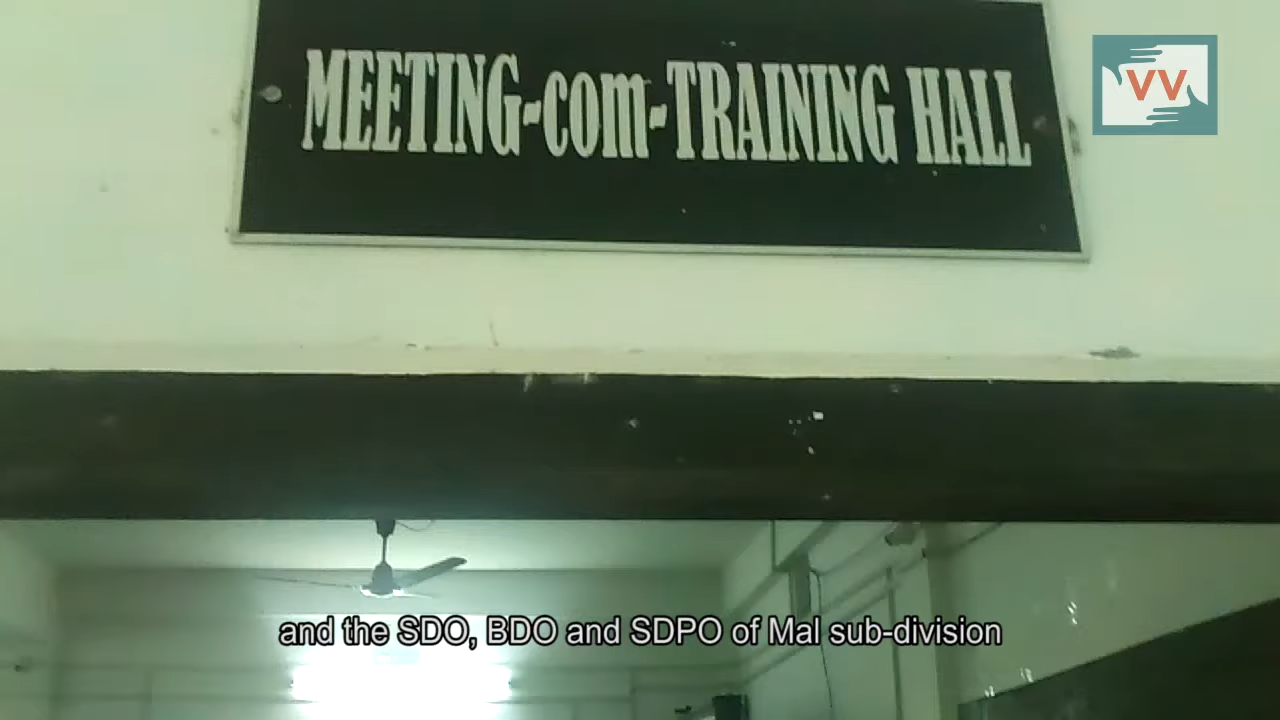 MEETING-com-TRAINING HALL
VV
and the SDO, BDO and SDPO of Mal sub-division